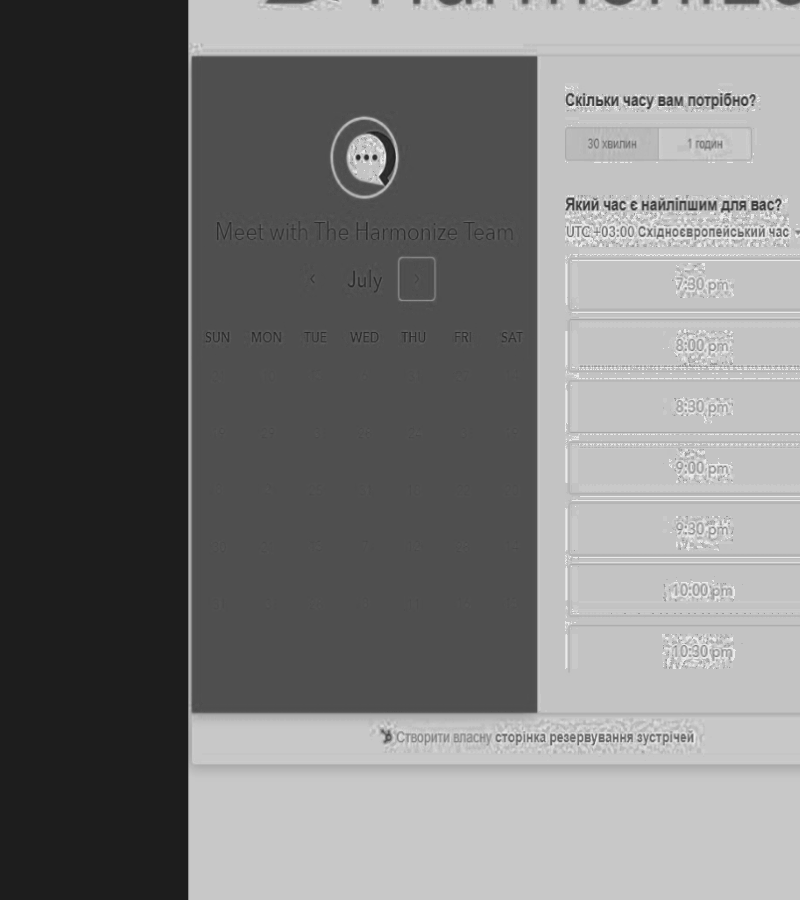 Harmonize
Meet with The Harmonize Team
July
SUN MON TUE WED THU FRI SAT
Скільки часу вам потрібно?
30 хвилин 1 годин
Який час є найліпшим для вас?
UTC +03:00 Східноєвропейський час
7:30 pm
8:00 pm
8:30 pm
9:00 pm
9:30 pm
10:00 pm
10:30 pm
Створити власну сторінка резервування зустрічей